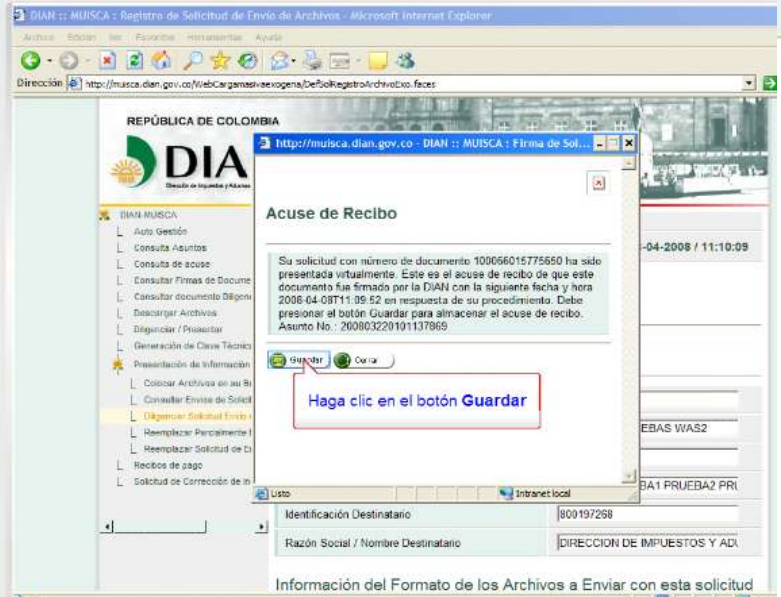 DIAN :: MUISCA : Registro de Solicitud de Envío de Archivos - Microsoft Internet Explorer
Archivo Edición Ver Favoritos Herramientas Ayuda
Dirección http://muisca.dian.gov.co/WebCargamasivaexogena/DefSolRegistroArchivoExo.faces
REPÚBLICA DE COLOMBIA
DIAN
Dirección de Impuestos y Aduanas
-04-2008 / 11:10:09
DIAN-MUISCA
Auto Gestión
Consulta Asuntos
Consulta de acuse
Consultar Firmas de Docume
Consultar documento Diligen
Descargar Archivos
Diligenciar / Presentar
Generación de Clave Técnica
Presentación de Información
Colocar Archivos en su B
Consultar Envios de Solici
Diligenciar Solicitud Envio
Reemplazar Parcialmente
Reemplazar Solicitud de E
Recibos de pago
Solicitud de Corrección de In
http://muisca.dian.gov.co - DIAN :: MUISCA : Firma de Sol...
Acuse de Recibo
Su solicitud con número de documento 100066015775650 ha sido
presentada virtualmente. Este es el acuse de recibo de que este
documento fue firmado por la DIAN con la siguiente fecha y hora
2008-04-08T11:09:52 en respuesta de su procedimiento. Debe
presionar el botón Guardar para almacenar el acuse de recibo.
Asunto No.: 200803220101137869
Guardar Cerrar
Haga clic en el botón Guardar
Listo Intranet local
EBAS WAS2
BA1 PRUEBA2 PRU
Identificación Destinatario 800197268
Razón Social / Nombre Destinatario DIRECCION DE IMPUESTOS Y ADU
Información del Formato de los Archivos a Enviar con esta solicitud